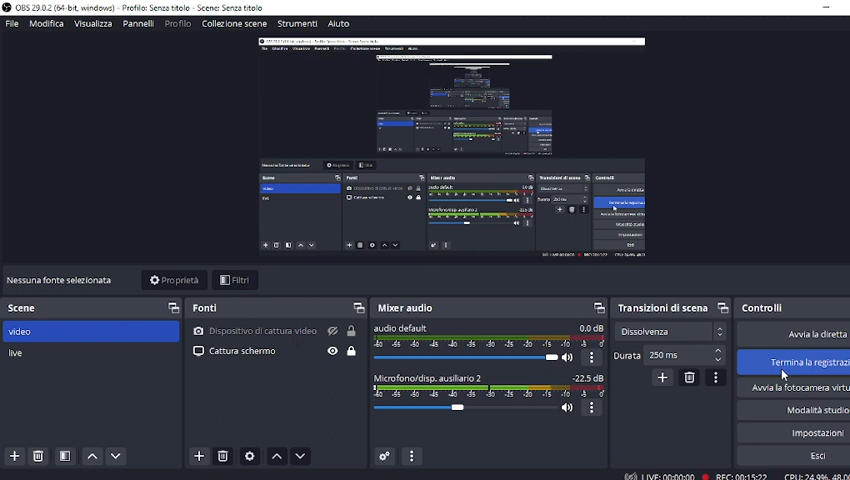 OBS 29.0.2 (64-bit, windows) - Profilo: Senza titolo - Scene: Senza titolo
File Modifica Visualizza Pannelli Profilo Collezione scene Strumenti Aiuto
Nessuna fonte selezionata Proprietà Filtri
Scene Fonti Mixer audio Transizioni di scena Controlli
video
live
Dispositivo di cattura video
Cattura schermo
audio default 0.0 dB
-60 -55 -50 -45 -40 -35 -30 -25 -20 -15 -10 -5 0
Microfono/disp. ausiliario 2 -22.5 dB
-60 -55 -50 -45 -40 -35 -30 -25 -20 -15 -10 -5 0
Dissolvenza
Durata 250 ms
Avvia la diretta
Termina la registrazi
Avvia la fotocamera virtu
Modalità studio
Impostazioni
Esci
LIVE: 00:00:00 REC: 00:15:22 CPU: 24.9%, 48.00